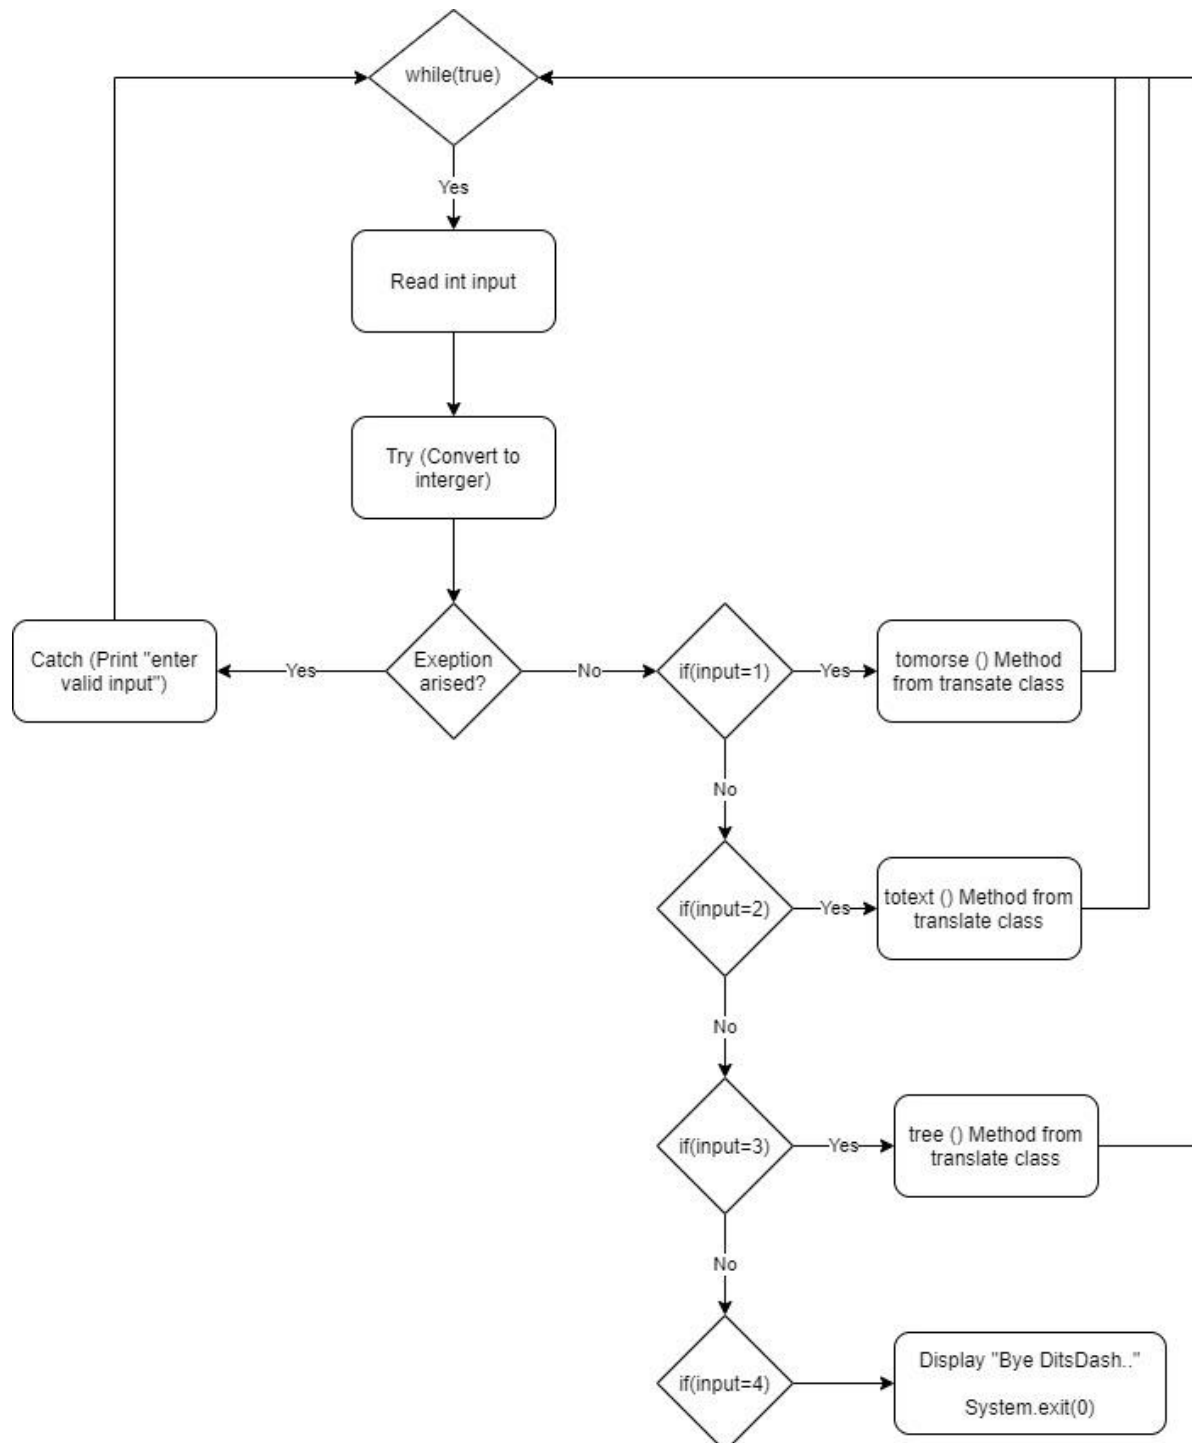 while(true)
Yes
Read int input
Try (Convert to
interger)
Catch (Print "enter
valid input")
Yes
Exeption
arised?
No
if(input=1)
Yes
tomorse () Method
from transate class
No
if(input=2)
Yes
totext () Method from
translate class
No
if(input=3)
Yes
tree () Method from
translate class
No
if(input=4)
Display "Bye DitsDash.."
System.exit(0)